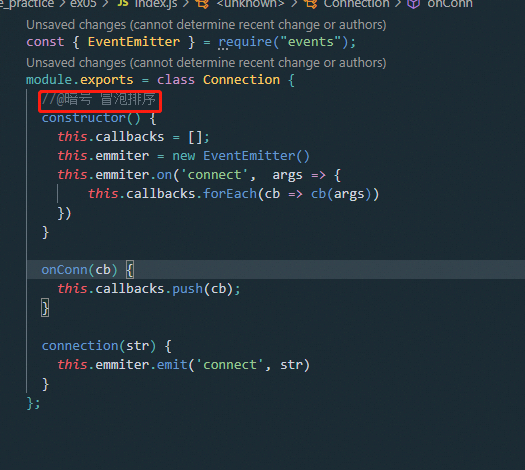 e_practice > ex05 > JS index.js > <unknown> > Connection > onConn
Unsaved changes (cannot determine recent change or authors)
const { EventEmitter } = require("events");
Unsaved changes (cannot determine recent change or authors)
module.exports = class Connection {
//@暗号 冒泡排序
constructor() {
this.callbacks = [];
this.emmiter = new EventEmitter()
this.emmiter.on('connect',  args => {
this.callbacks.forEach(cb => cb(args))
})
}
onConn(cb) {
this.callbacks.push(cb);
}
connection(str) {
this.emmiter.emit('connect', str)
}
};